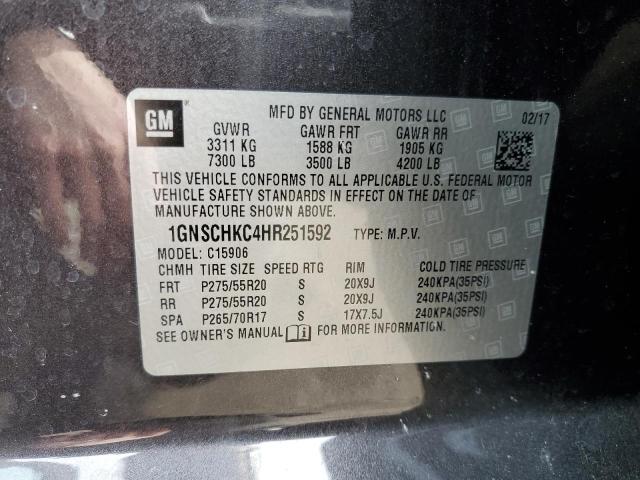 GM
MFD BY GENERAL MOTORS LLC 02/17
GVWR GAWR FRT GAWR RR
3311 KG 1588 KG 1905 KG
7300 LB 3500 LB 4200 LB
THIS VEHICLE CONFORMS TO ALL APPLICABLE U.S. FEDERAL MOTOR
VEHICLE SAFETY STANDARDS IN EFFECT ON THE DATE OF
MANUFACTURE SHOWN ABOVE.
1GNSCHKC4HR251592 TYPE: M.P.V.
MODEL: C15906
CHMH TIRE SIZE SPEED RTG RIM COLD TIRE PRESSURE
FRT P275/55R20 S 20X9J 240KPA(35PSI)
RR P275/55R20 S 20X9J 240KPA(35PSI)
SPA P265/70R17 S 17X7.5J 240KPA(35PSI)
SEE OWNER'S MANUAL FOR MORE INFORMATION.